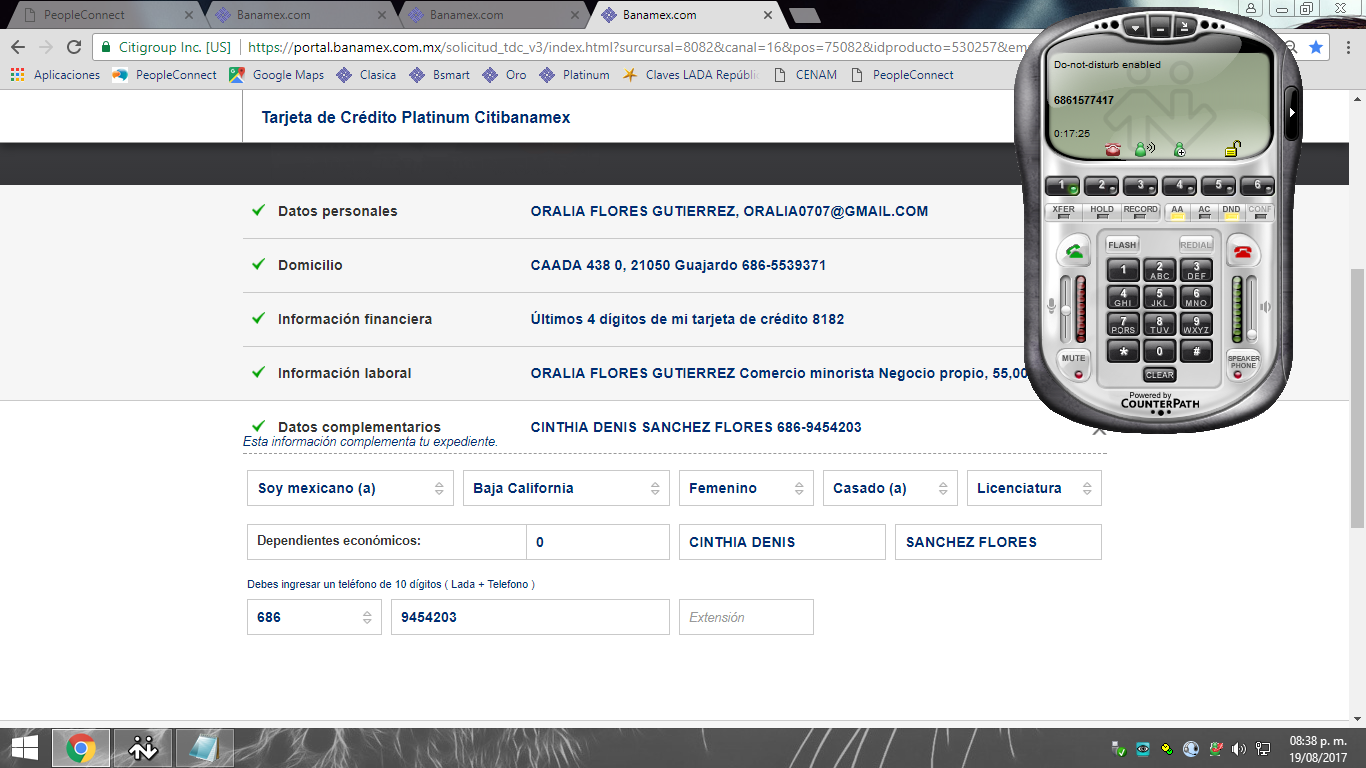 PeopleConnect
Banamex.com
Banamex.com
Banamex.com
Citigroup Inc. [US]
https://portal.banamex.com.mx/solicitud_tdc_v3/index.html?surcursal=8082&canal=16&pos=75082&idproducto=530257&em
Aplicaciones PeopleConnect Google Maps Clasica Bsmart Oro Platinum Claves LADA Repúbli CENAM PeopleConnect
Tarjeta de Crédito Platinum Citibanamex
Datos personales ORALIA FLORES GUTIERREZ, ORALIA0707@GMAIL.COM
Domicilio CAADA 438 0, 21050 Guajardo 686-5539371
Información financiera Últimos 4 dígitos de mi tarjeta de crédito 8182
Información laboral ORALIA FLORES GUTIERREZ Comercio minorista Negocio propio, 55,00
Datos complementarios CINTHIA DENIS SANCHEZ FLORES 686-9454203
Esta información complementa tu expediente.
Soy mexicano (a) Baja California Femenino Casado (a) Licenciatura
Dependientes económicos: 0 CINTHIA DENIS SANCHEZ FLORES
Debes ingresar un teléfono de 10 dígitos ( Lada + Telefono )
686 9454203 Extensión
Do-not-disturb enabled
6861577417
0:17:25
1 2 3 4 5 6
XFER HOLD RECORD AA AC DND CONF
FLASH REDIAL
1 2 ABC 3 DEF
4 GHI 5 JKL 6 MNO
7 PQRS 8 TUV 9 WXYZ
* 0 #
MUTE CLEAR SPEAKER PHONE
Powered by
COUNTERPATH
08:38 p. m.
19/08/2017